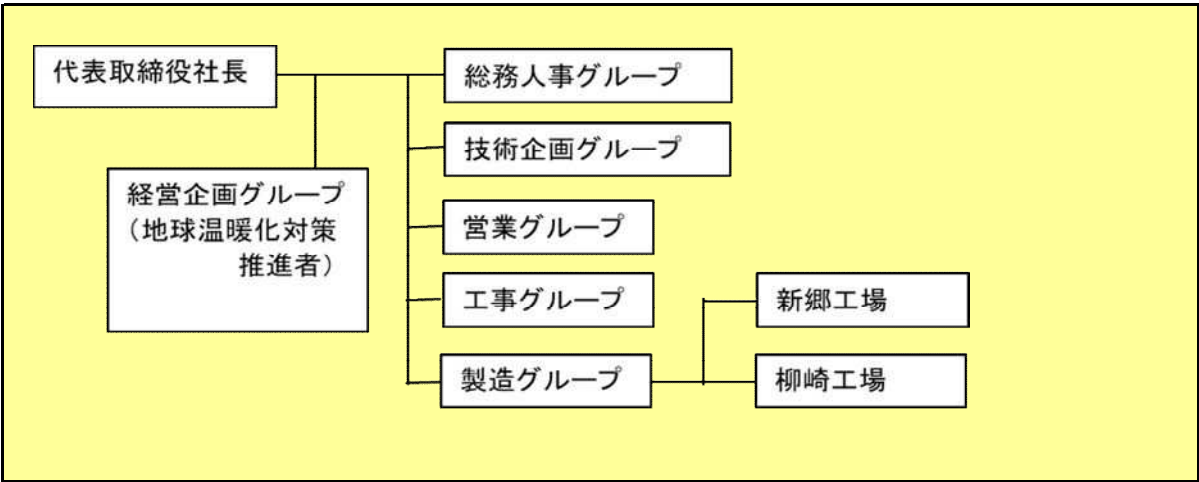 代表取締役社長
総務人事グループ
技術企画グループ
経営企画グループ
（地球温暖化対策
推進者）
営業グループ
工事グループ
新郷工場
製造グループ
柳崎工場